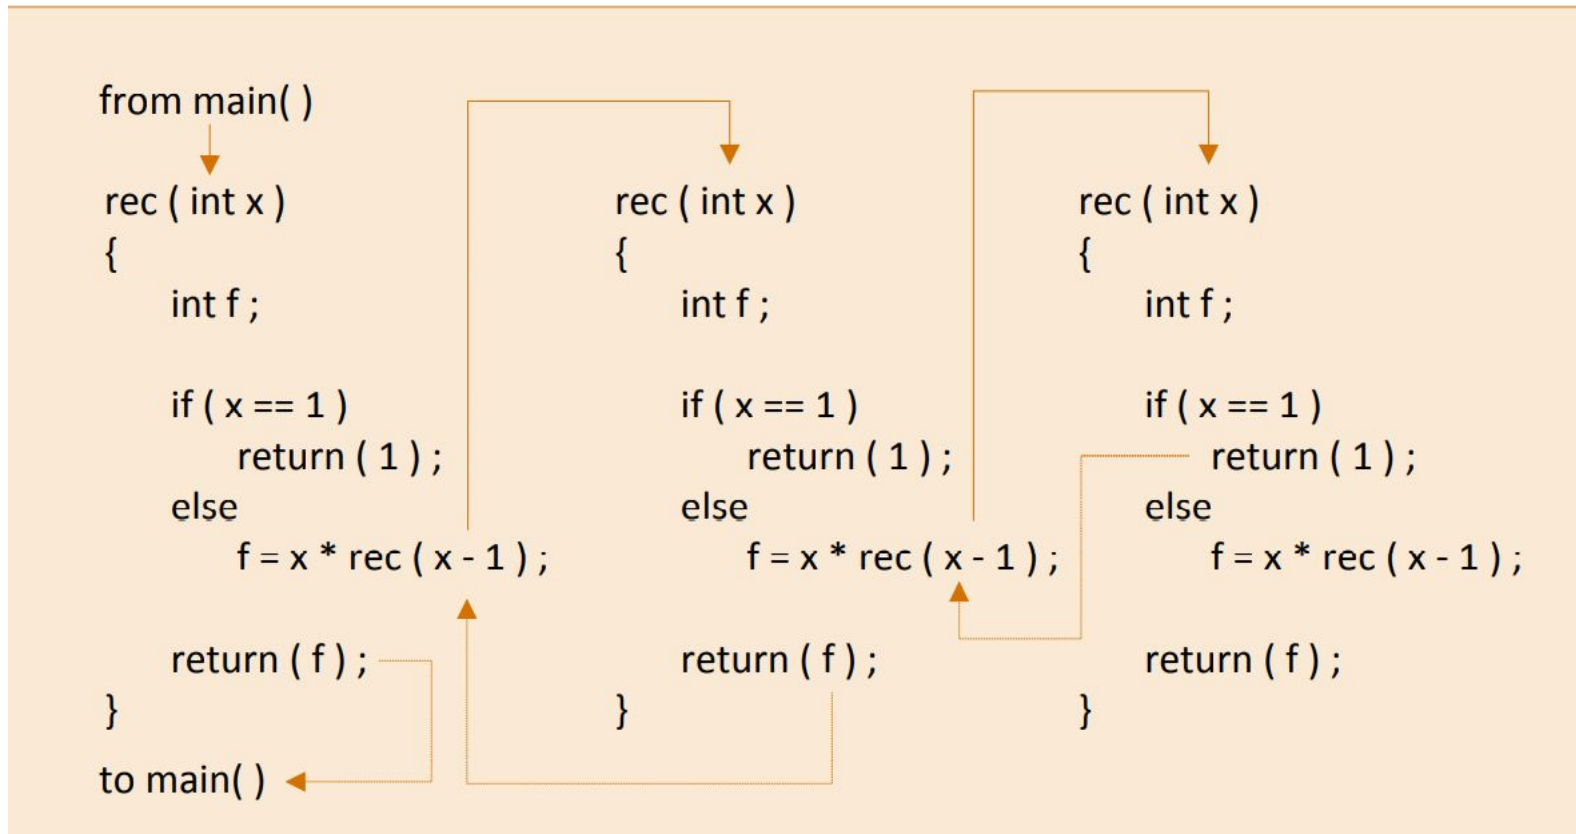 from main( )
rec ( int x )
{
int f ;
if ( x == 1 )
return ( 1 ) ;
else
f = x * rec ( x - 1 ) ;
return ( f ) ;
}
to main( )
rec ( int x )
{
int f ;
if ( x == 1 )
return ( 1 ) ;
else
f = x * rec ( x - 1 ) ;
return ( f ) ;
}
rec ( int x )
{
int f ;
if ( x == 1 )
return ( 1 ) ;
else
f = x * rec ( x - 1 ) ;
return ( f ) ;
}